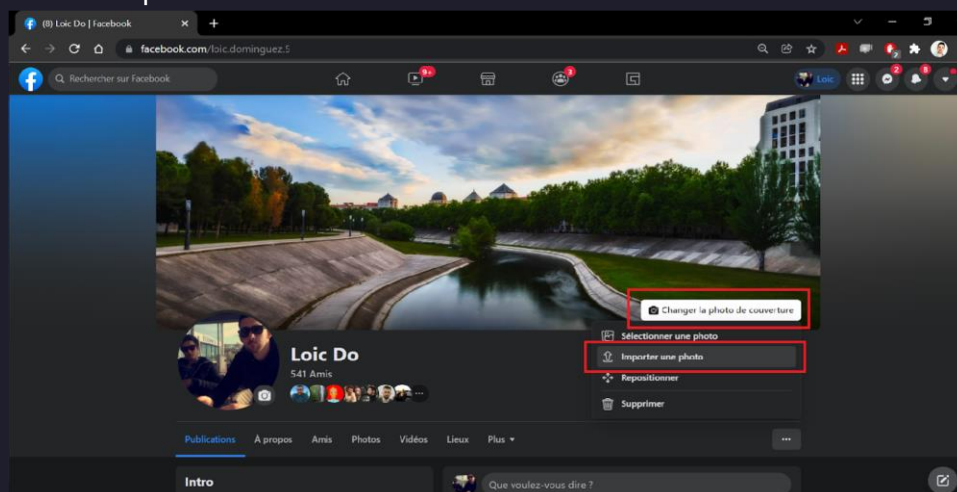 (8) Loic Do | Facebook
facebook.com/loic.dominguez.5
Rechercher sur Facebook
9+
3
Loic
2
8
Changer la photo de couverture
Sélectionner une photo
Importer une photo
Repositionner
Supprimer
Loic Do
541 Amis
Publications À propos Amis Photos Vidéos Lieux Plus
Intro
Que voulez-vous dire ?